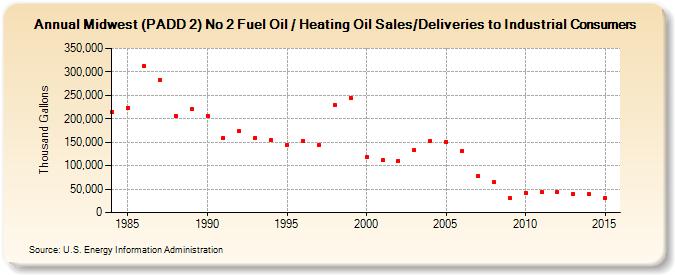 Annual Midwest (PADD 2) No 2 Fuel Oil / Heating Oil Sales/Deliveries to Industrial Consumers
Thousand Gallons
350,000
300,000
250,000
200,000
150,000
100,000
50,000
0
1985 1990 1995 2000 2005 2010 2015
Source: U.S. Energy Information Administration